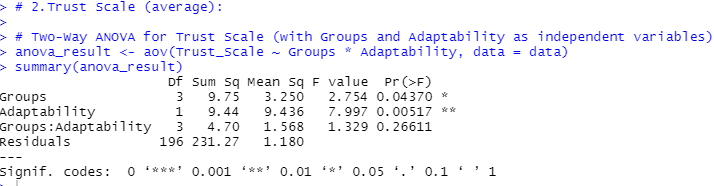 > # 2.Trust Scale (average):
>
> # Two-Way ANOVA for Trust Scale (with Groups and Adaptability as independent variables)
> anova_result <- aov(Trust_Scale ~ Groups * Adaptability, data = data)
> summary(anova_result)
                     Df Sum Sq Mean Sq F value  Pr(>F)
Groups                3   9.75   3.250   2.754 0.04370 *
Adaptability          1   9.44   9.436   7.997 0.00517 **
Groups:Adaptability   3   4.70   1.568   1.329 0.26611
Residuals           196 231.27   1.180
---
Signif. codes:  0 ‘***’ 0.001 ‘**’ 0.01 ‘*’ 0.05 ‘.’ 0.1 ‘ ’ 1